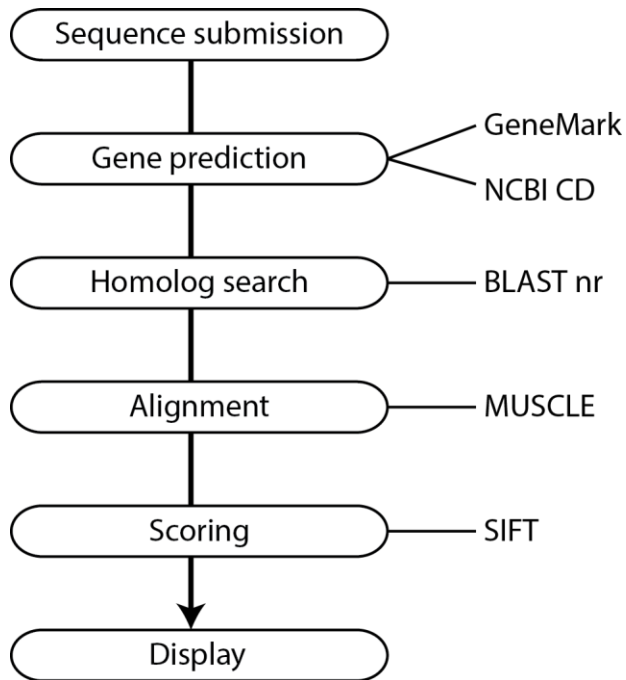 Sequence submission
Gene prediction
GeneMark
NCBI CD
Homolog search
BLAST nr
Alignment
MUSCLE
Scoring
SIFT
Display